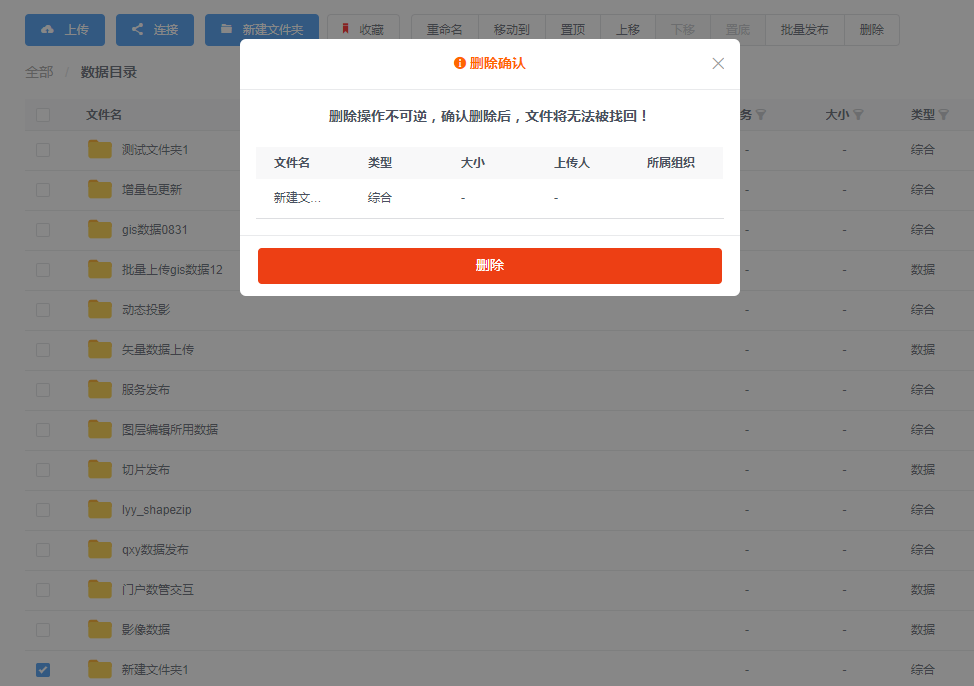 上传 连接 新建文件夹 收藏 重命名 移动到 置顶 上移 下移 置底 批量发布 删除
全部 / 数据目录
删除确认
删除操作不可逆，确认删除后，文件将无法被找回！
文件名 类型 大小 上传人 所属组织
新建文... 综合 - -
删除
文件名 务 大小 类型
测试文件夹1 - - 综合
增量包更新 - - 综合
gis数据0831 - - 综合
批量上传gis数据12 - - 数据
动态投影 - - 综合
矢量数据上传 - - 数据
服务发布 - - 综合
图层编辑所用数据 - - 综合
切片发布 - - 数据
lyy_shapezip - - 综合
qxy数据发布 - - 综合
门户数管交互 - - 数据
影像数据 - - 数据
新建文件夹1 - - 综合